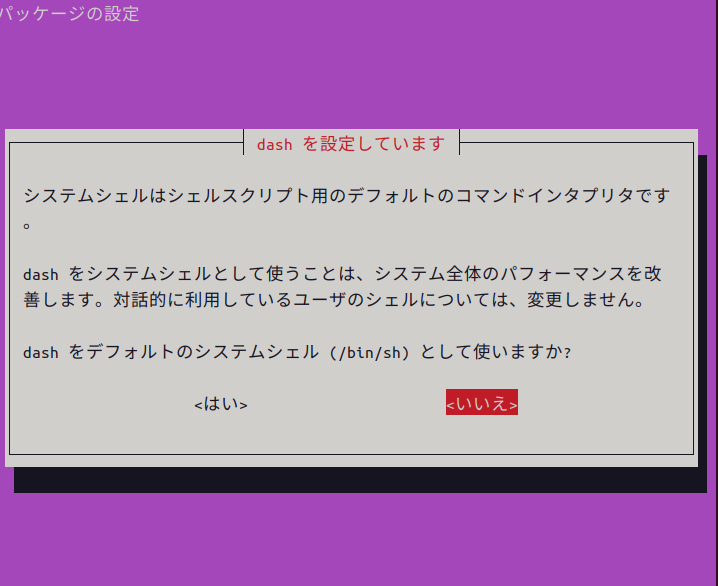 パッケージの設定
dash を設定しています
システムシェルはシェルスクリプト用のデフォルトのコマンドインタプリタです
。
dash をシステムシェルとして使うことは、システム全体のパフォーマンスを改
善します。対話的に利用しているユーザのシェルについては、変更しません。
dash をデフォルトのシステムシェル (/bin/sh) として使いますか?
<はい> <いいえ>